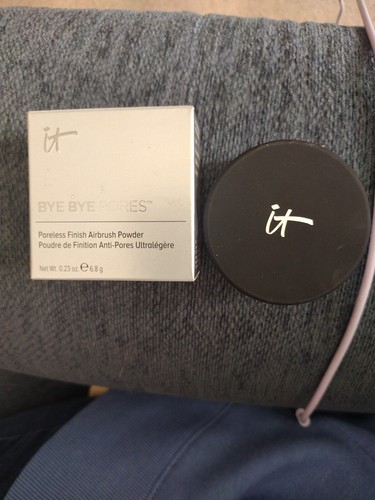 it
BYE BYE PORES™
Poreless Finish Airbrush Powder
Poudre de Finition Anti-Pores Ultralégère
Net Wt. 0.23 oz. ℮ 6.8 g
it